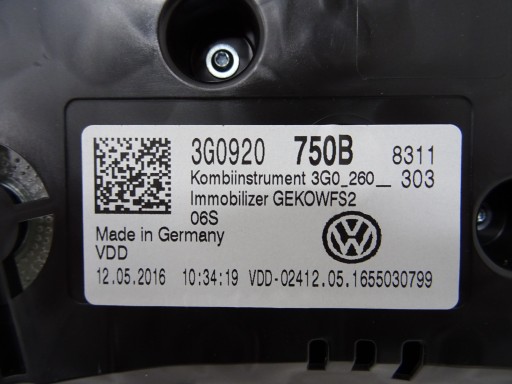 3G0920 750B 8311
Kombiinstrument 3G0_260__ 303
Immobilizer GEKOWFS2
06S
Made in Germany
VDD
12.05.2016 10:34:19 VDD-02412.05.1655030799